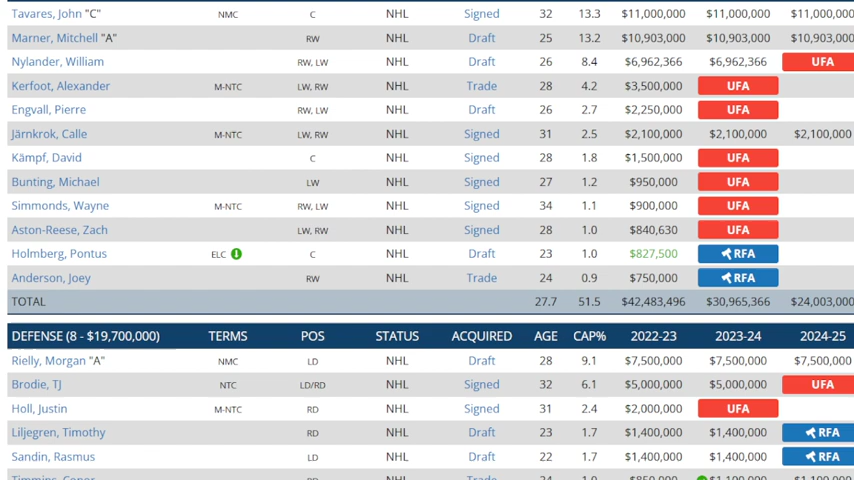 Tavares, John "C" NMC C NHL Signed 32 13.3 $11,000,000 $11,000,000 $11,000,000
Marner, Mitchell "A" RW NHL Draft 25 13.2 $10,903,000 $10,903,000 $10,903,000
Nylander, William RW, LW NHL Draft 26 8.4 $6,962,366 $6,962,366 UFA
Kerfoot, Alexander M-NTC LW, RW NHL Trade 28 4.2 $3,500,000 UFA
Engvall, Pierre LW, RW NHL Draft 26 2.7 $2,250,000 UFA
Järnkrok, Calle M-NTC LW, RW NHL Signed 31 2.5 $2,100,000 $2,100,000 $2,100,000
Kämpf, David C NHL Signed 28 1.8 $1,500,000 UFA
Bunting, Michael LW NHL Signed 27 1.2 $950,000 UFA
Simmonds, Wayne M-NTC RW, LW NHL Signed 34 1.1 $900,000 UFA
Aston-Reese, Zach LW, RW NHL Signed 28 1.0 $840,630 UFA
Holmberg, Pontus ELC C NHL Draft 23 1.0 $827,500 RFA
Anderson, Joey RW NHL Trade 24 0.9 $750,000 RFA
TOTAL 27.7 51.5 $42,483,496 $30,965,366 $24,003,000
DEFENSE (8 - $19,700,000) TERMS POS STATUS ACQUIRED AGE CAP% 2022-23 2023-24 2024-25
Rielly, Morgan "A" NMC LD NHL Draft 28 9.1 $7,500,000 $7,500,000 $7,500,000
Brodie, TJ NTC LD/RD NHL Signed 32 6.1 $5,000,000 $5,000,000 UFA
Holl, Justin M-NTC RD NHL Signed 31 2.4 $2,000,000 UFA
Liljegren, Timothy RD NHL Draft 23 1.7 $1,400,000 $1,400,000 RFA
Sandin, Rasmus LD NHL Draft 22 1.7 $1,400,000 $1,400,000 RFA